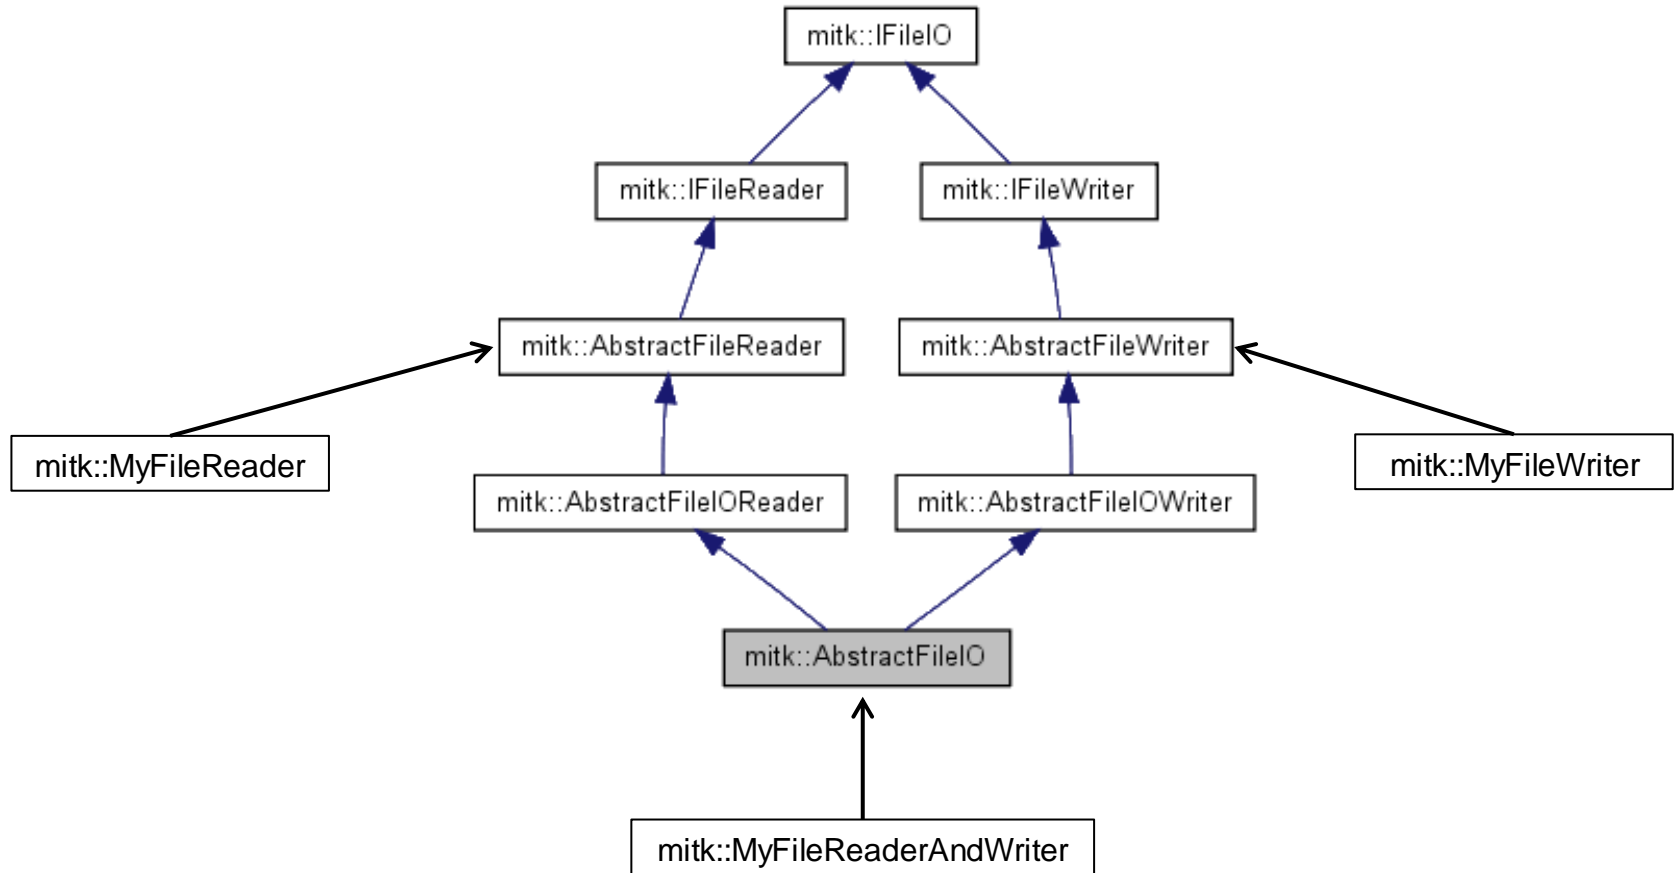 mitk::IFileIO
mitk::IFileReader
mitk::IFileWriter
mitk::AbstractFileReader
mitk::AbstractFileWriter
mitk::MyFileReader
mitk::MyFileWriter
mitk::AbstractFileIOReader
mitk::AbstractFileIOWriter
mitk::AbstractFileIO
mitk::MyFileReaderAndWriter